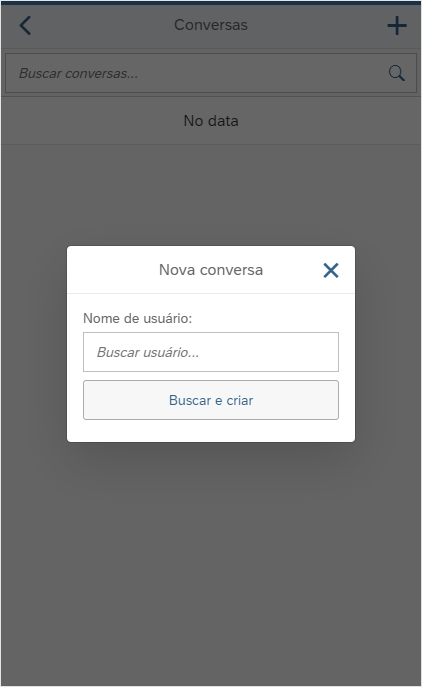 Conversas
Buscar conversas...
No data
Nova conversa
Nome de usuário:
Buscar usuário...
Buscar e criar